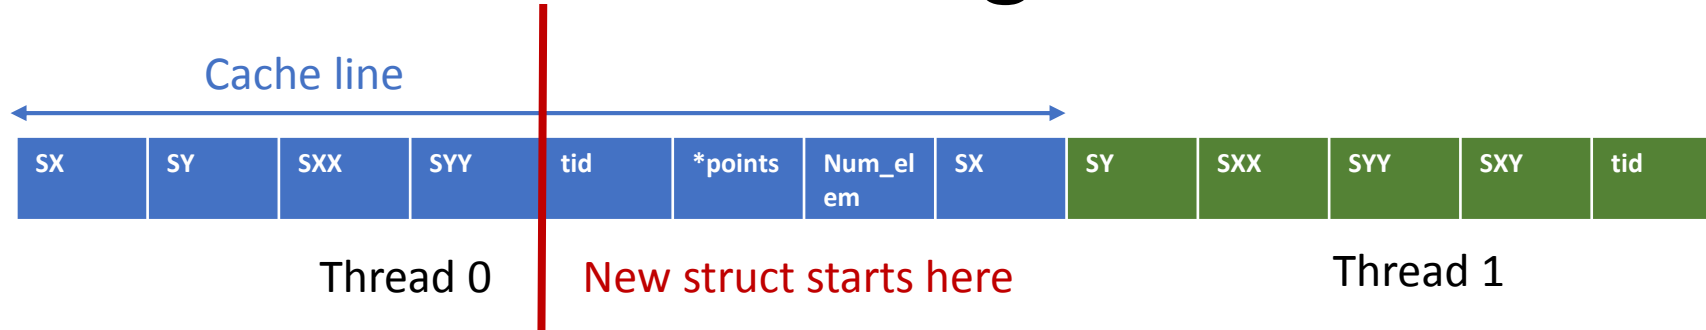 Cache line
SX SY SXX SYY tid *points Num_el SX SY SXX SYY SXY tid
em
Thread 0 New struct starts here Thread 1